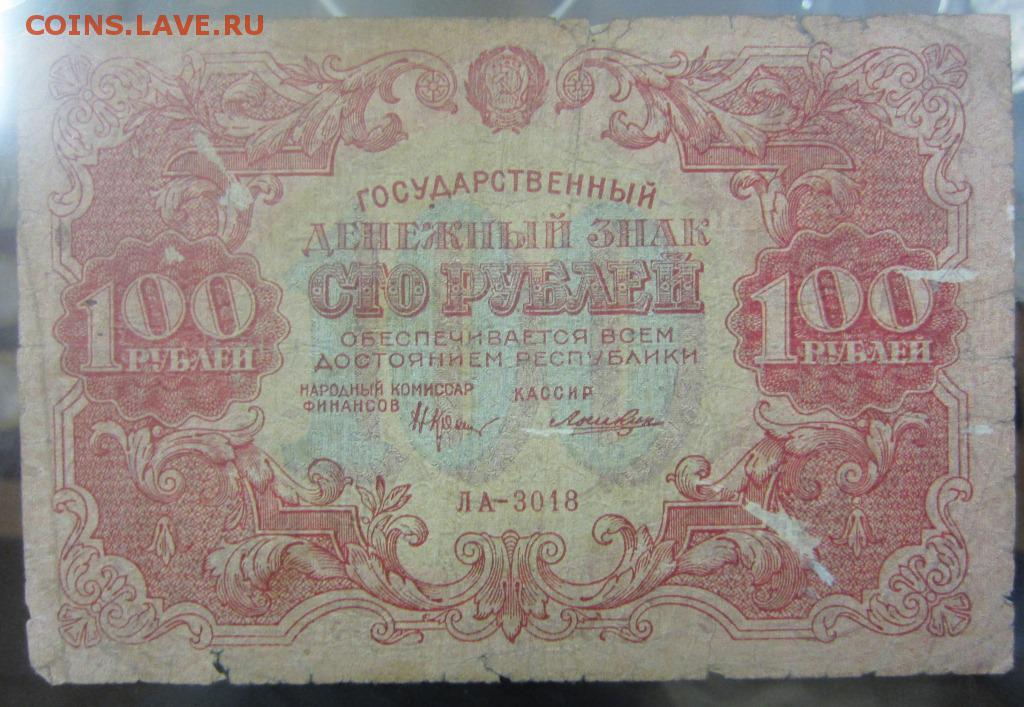 COINS.LAVE.RU
ГОСУДАРСТВЕННЫЙ
ДЕНЕЖНЫЙ ЗНАК
СТО РУБЛЕЙ
100
РУБЛЕЙ
100
100
РУБЛЕЙ
ОБЕСПЕЧИВАЕТСЯ ВСЕМ
ДОСТОЯНИЕМ РЕСПУБЛИКИ
НАРОДНЫЙ КОМИССАР
ФИНАНСОВ
КАССИР
ЛА-3018